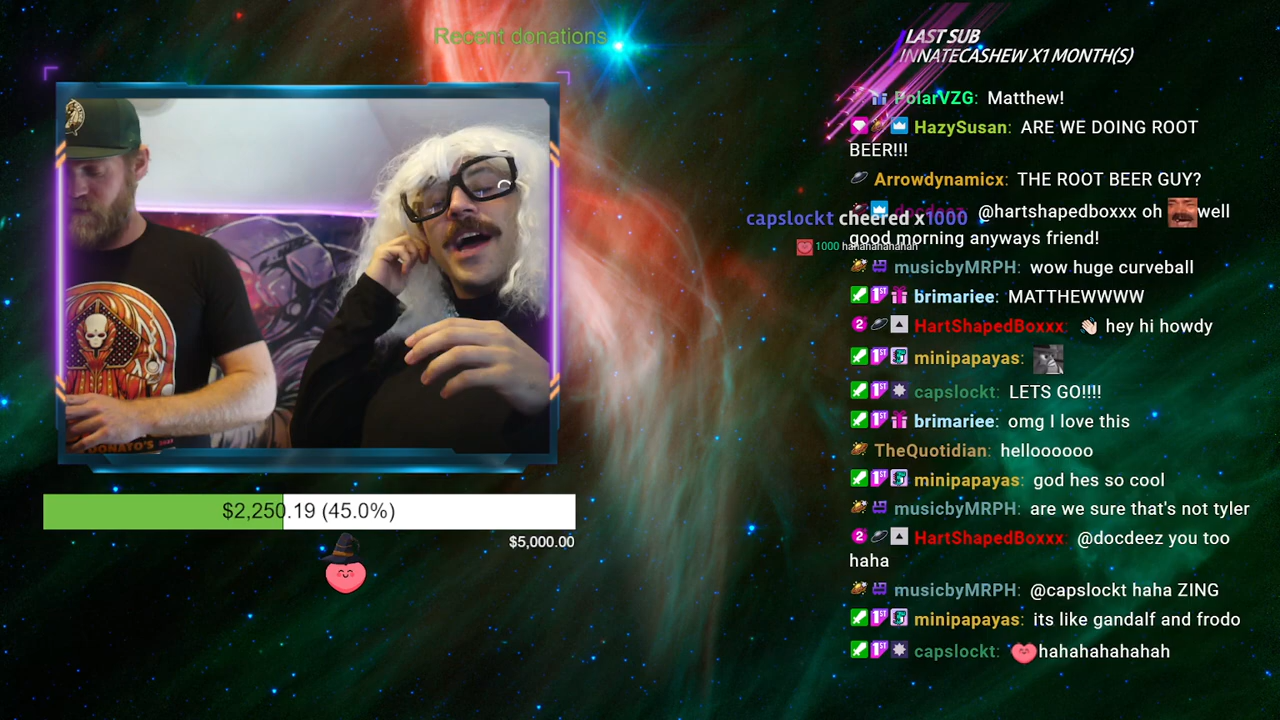 Recent donations
LAST SUB
INNATECASHEW X1 MONTH(S)
PolarVZG: Matthew!
HazySusan: ARE WE DOING ROOT
BEER!!!
Arrowdynamicx: THE ROOT BEER GUY?
docdeez: @hartshapedboxxx oh well
good morning anyways friend!
capslockt cheered x1000
1000 hahahahahahah
musicbyMRPH: wow huge curveball
brimariee: MATTHEWWWW
HartShapedBoxxx: hey hi howdy
minipapayas:
capslockt: LETS GO!!!!
brimariee: omg I love this
TheQuotidian: helloooooo
minipapayas: god hes so cool
musicbyMRPH: are we sure that's not tyler
HartShapedBoxxx: @docdeez you too
haha
musicbyMRPH: @capslockt haha ZING
minipapayas: its like gandalf and frodo
capslockt: hahahahahahah
DONATO'S
$2,250.19 (45.0%)
$5,000.00